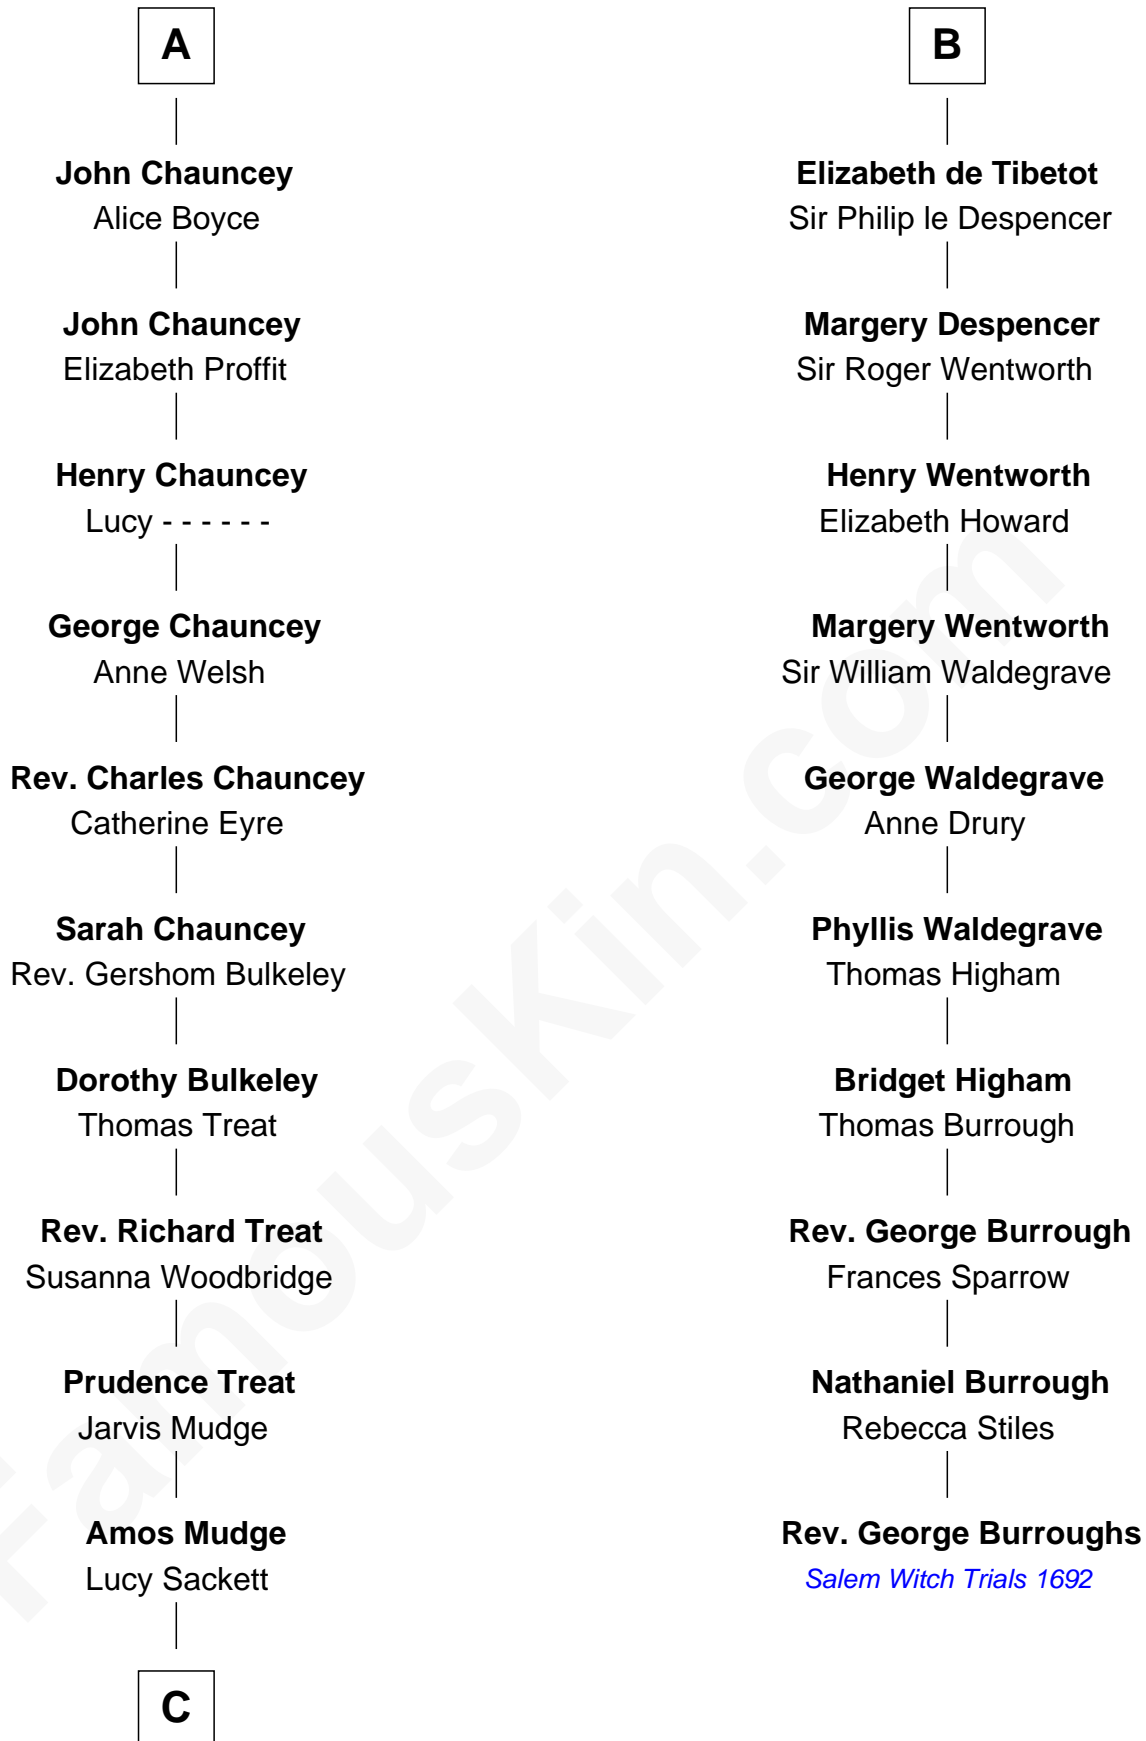 A
John Chauncey
Alice Boyce
John Chauncey
Elizabeth Proffit
Henry Chauncey
Lucy - - - - - -
George Chauncey
Anne Welsh
Rev. Charles Chauncey
Catherine Eyre
Sarah Chauncey
Rev. Gershom Bulkeley
Dorothy Bulkeley
Thomas Treat
Rev. Richard Treat
Susanna Woodbridge
Prudence Treat
Jarvis Mudge
Amos Mudge
Lucy Sackett
C
B
Elizabeth de Tibetot
Sir Philip le Despencer
Margery Despencer
Sir Roger Wentworth
Henry Wentworth
Elizabeth Howard
Margery Wentworth
Sir William Waldegrave
George Waldegrave
Anne Drury
Phyllis Waldegrave
Thomas Higham
Bridget Higham
Thomas Burrough
Rev. George Burrough
Frances Sparrow
Nathaniel Burrough
Rebecca Stiles
Rev. George Burroughs
Salem Witch Trials 1692
FamousKin.com